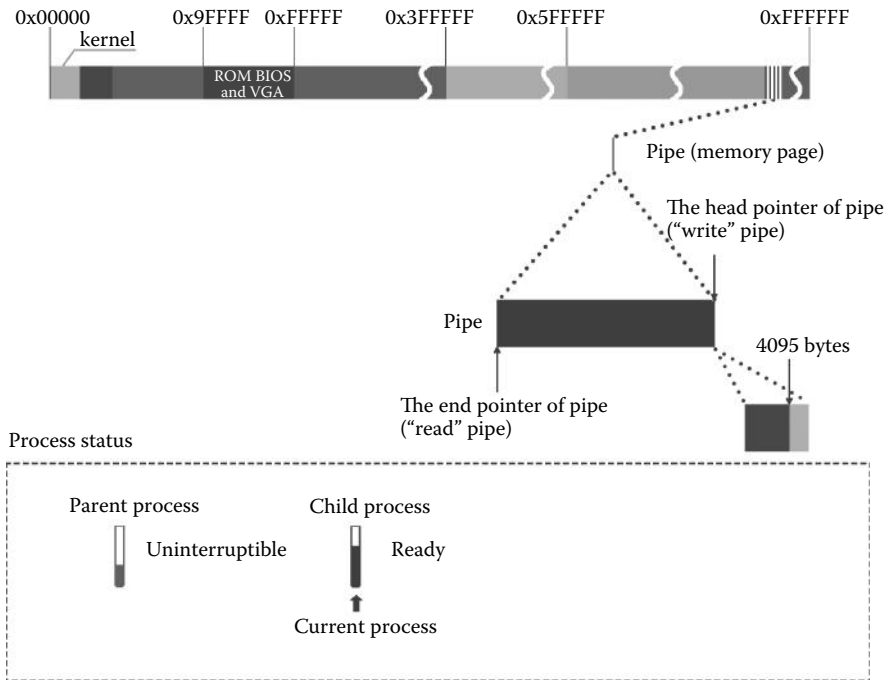 0x00000 0x9FFFF 0xFFFFF 0x3FFFFF 0x5FFFFF 0xFFFFFF
kernel
ROM BIOS
and VGA
Pipe (memory page)
The head pointer of pipe
(“write” pipe)
Pipe
4095 bytes
The end pointer of pipe
(“read” pipe)
Process status
Parent process Child process
Uninterruptible Ready
Current process